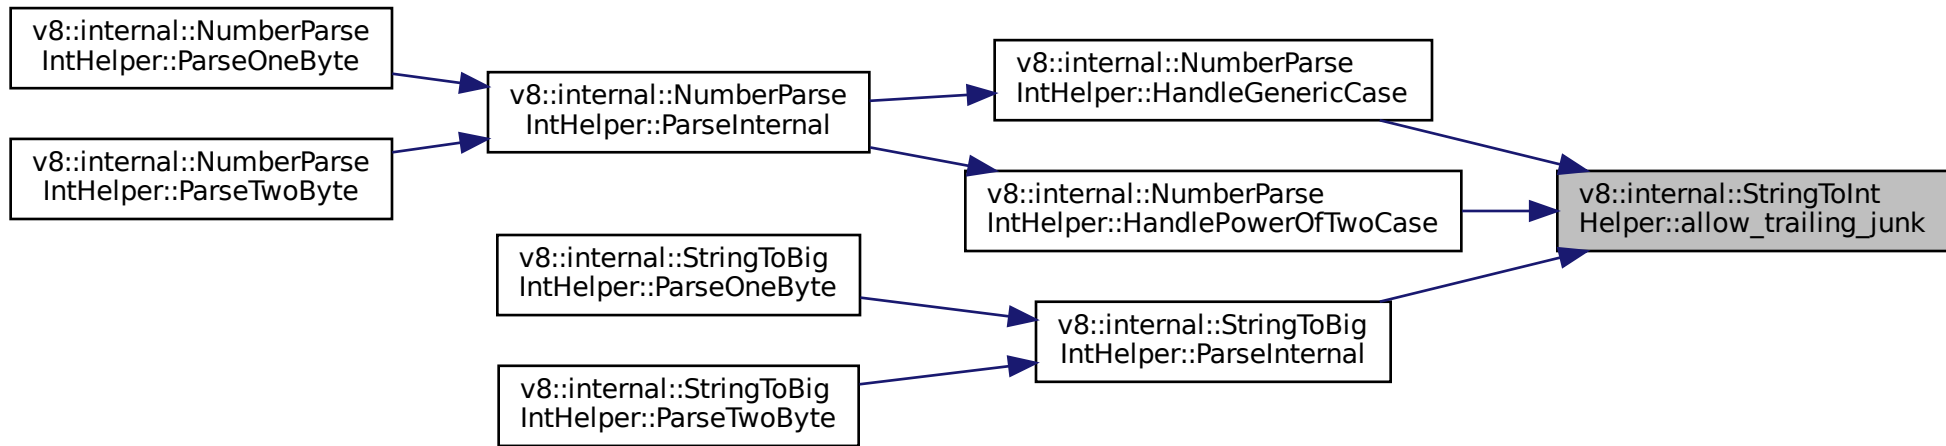 v8::internal::NumberParse
IntHelper::ParseOneByte
v8::internal::NumberParse
IntHelper::ParseTwoByte
v8::internal::NumberParse
IntHelper::ParseInternal
v8::internal::NumberParse
IntHelper::HandleGenericCase
v8::internal::NumberParse
IntHelper::HandlePowerOfTwoCase
v8::internal::StringToInt
Helper::allow_trailing_junk
v8::internal::StringToBig
IntHelper::ParseOneByte
v8::internal::StringToBig
IntHelper::ParseTwoByte
v8::internal::StringToBig
IntHelper::ParseInternal